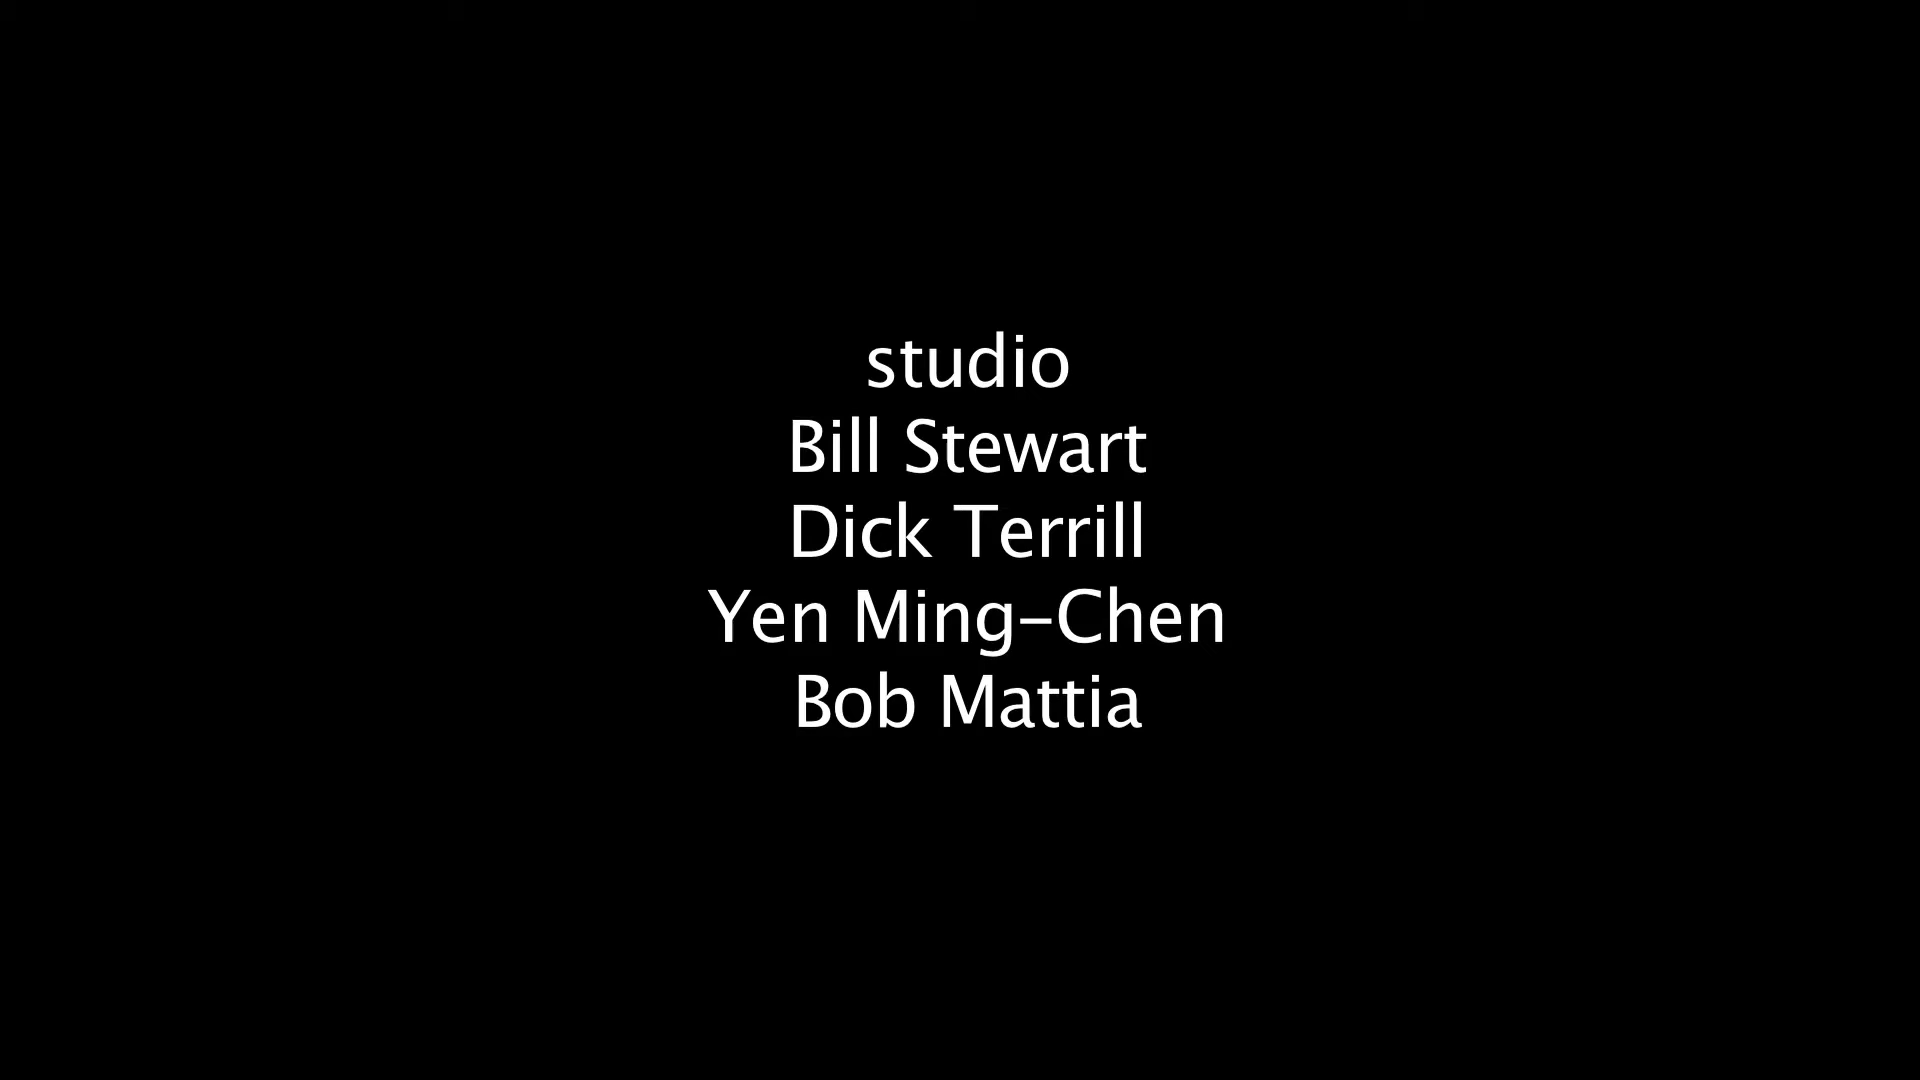 studio
Bill Stewart
Dick Terrill
Yen Ming-Chen
Bob Mattia